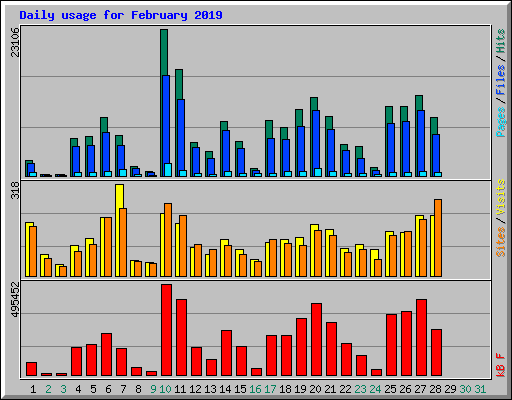 Daily usage for February 2019
23106
Pages / Files / Hits
318
Sites / Visits
495452
kB F
1 2 3 4 5 6 7 8 9 10 11 12 13 14 15 16 17 18 19 20 21 22 23 24 25 26 27 28 29 30 31